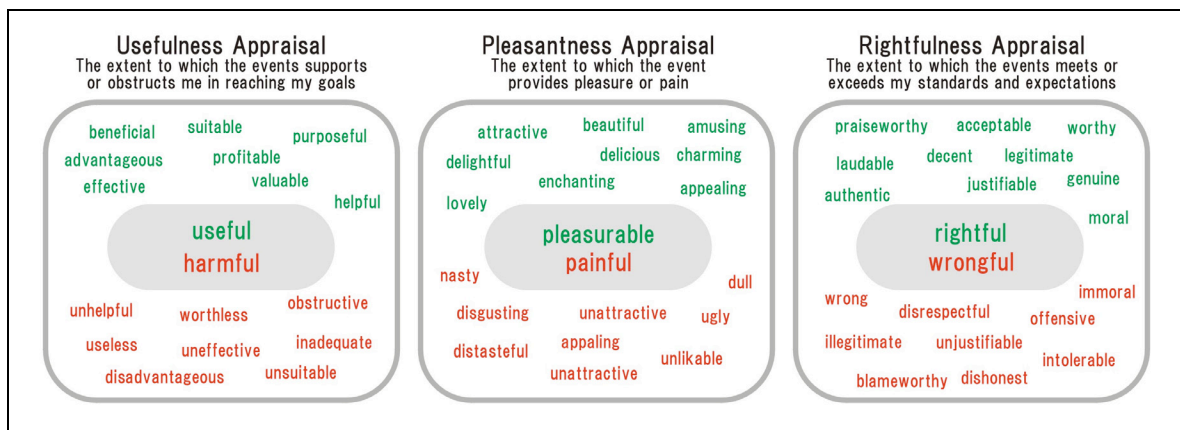 Usefulness Appraisal
The extent to which the events supports
or obstructs me in reaching my goals
beneficial
suitable
purposeful
advantageous
profitable
effective
valuable
helpful
useful
harmful
unhelpful
worthless
obstructive
useless
uneffective
inadequate
disadvantageous
unsuitable
Pleasantness Appraisal
The extent to which the event
provides pleasure or pain
attractive
beautiful
amusing
delightful
delicious
charming
enchanting
appealing
lovely
pleasurable
painful
nasty
dull
disgusting
unattractive
ugly
distasteful
appaling
unlikable
unattractive
Rightfulness Appraisal
The extent to which the events meets or
exceeds my standards and expectations
praiseworthy
acceptable
worthy
laudable
decent
legitimate
authentic
justifiable
genuine
moral
rightful
wrongful
wrong
immoral
disrespectful
offensive
illegitimate
unjustifiable
intolerable
blameworthy
dishonest